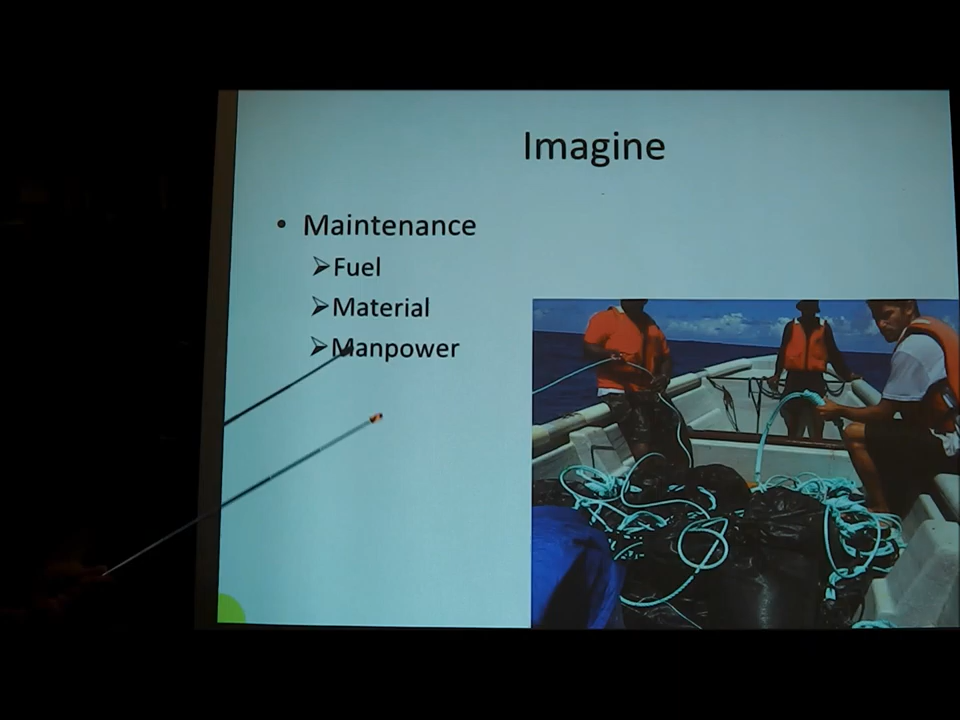 Imagine
• Maintenance
➢Fuel
➢Material
➢Manpower